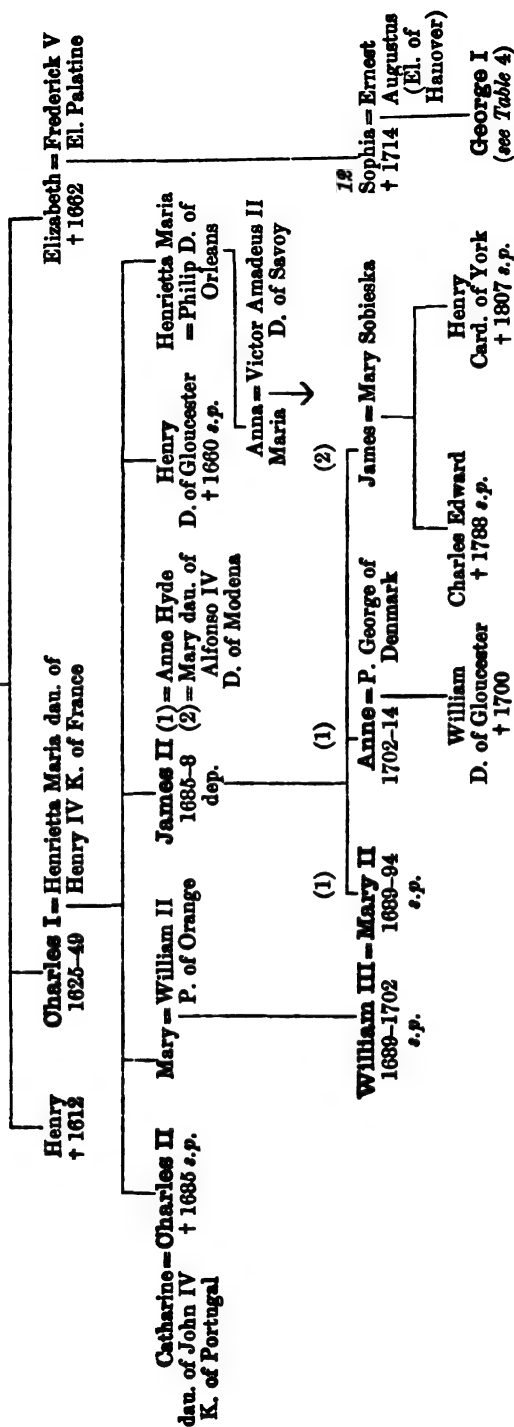 Henry
† 1612
Charles I = Henrietta Maria dau. of
1625–49 Henry IV K. of France
Elizabeth = Frederick V
† 1662 El. Palatine
Catharine = Charles II
dau. of John IV † 1685 s.p.
K. of Portugal
Mary = William II
P. of Orange
James II (1) = Anne Hyde
1685–8 (2) = Mary dau. of
dep. Alfonso IV
D. of Modena
Henry
D. of Gloucester
† 1660 s.p.
Henrietta Maria
= Philip D. of
Orleans
Anna = Victor Amadeus II
Maria D. of Savoy
12
Sophia = Ernest
† 1714 Augustus
(El. of
Hanover)
(1)
(1)
(2)
William III = Mary II
1689–1702 1689–94
s.p. s.p.
Anne = P. George of
1702–14 Denmark
James = Mary Sobieska
George I
(see Table 4)
William
D. of Gloucester
† 1700
Charles Edward
† 1788 s.p.
Henry
Card. of York
† 1807 s.p.